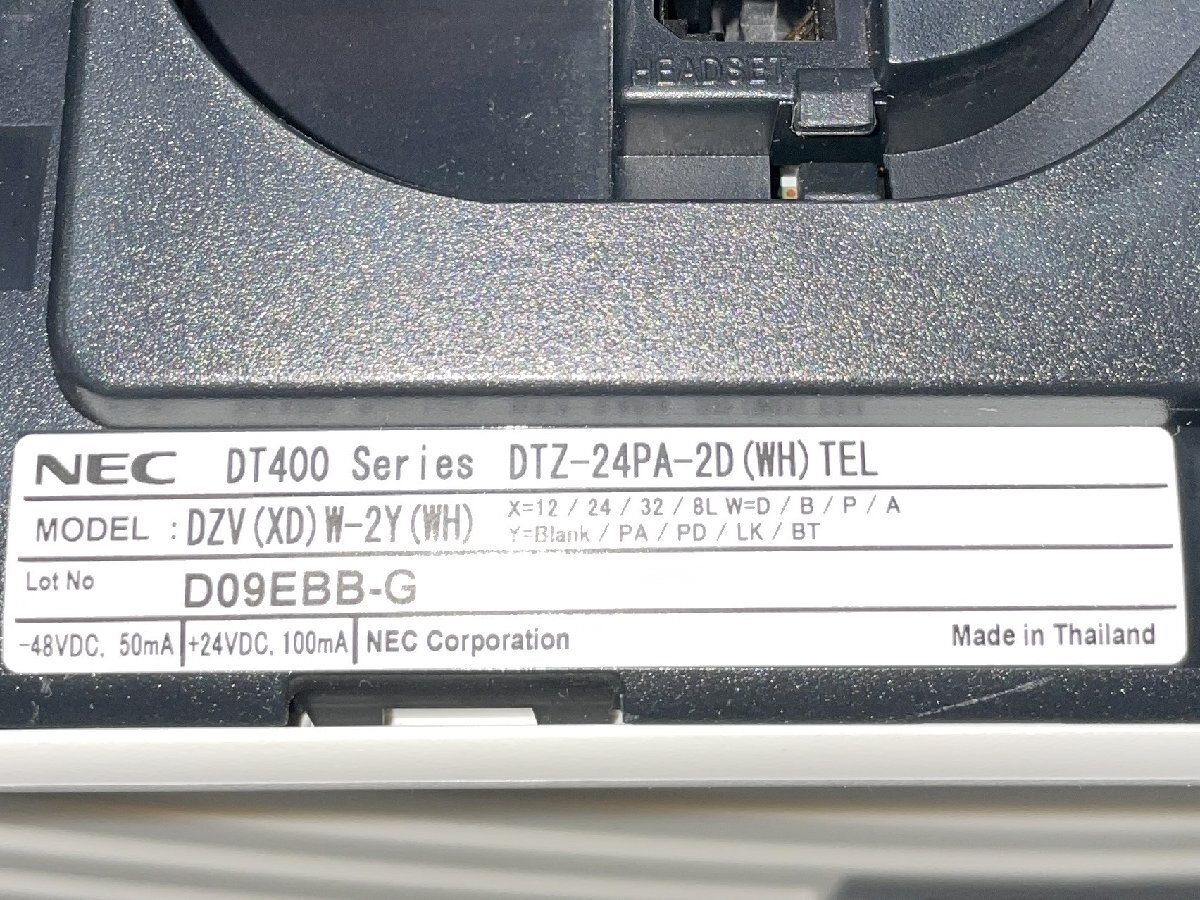 HEADSET
NEC DT400 Series DTZ-24PA-2D(WH)TEL
MODEL : DZV(XD)W-2Y(WH) X=12 / 24 / 32 / 8L W=D / B / P / A
Y=Blank / PA / PD / LK / BT
Lot No D09EBB-G
-48VDC, 50mA +24VDC, 100mA NEC Corporation Made in Thailand